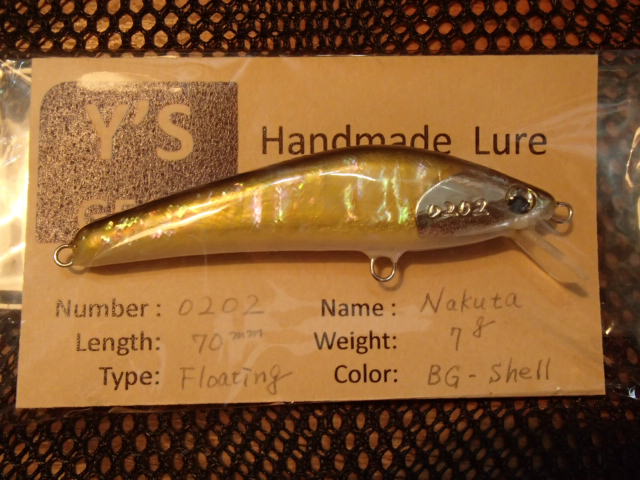 Y'S
Handmade Lure
0202
Number: 0202 Name: Nakuta
Length: 70mm Weight: 7g
Type: Floating Color: BG-Shell